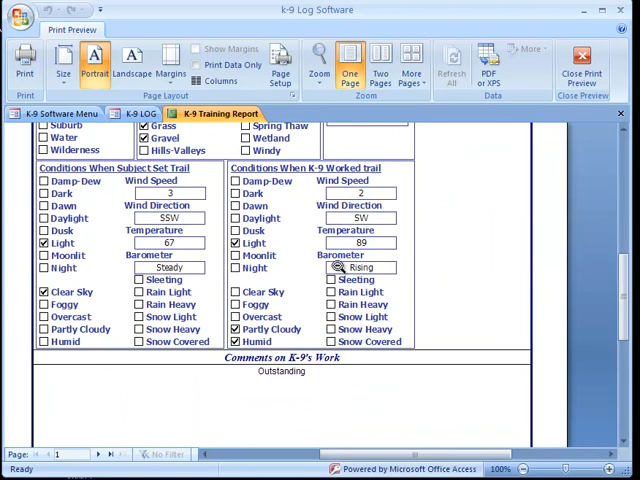 k-9 Log Software
Print Preview
Print
Size
Portrait
Landscape
Margins
Show Margins
Print Data Only
Columns
Page Setup
Zoom
One Page
Two Pages
More Pages
More
Refresh All
PDF or XPS
Close Print Preview
Print
Page Layout
Zoom
Data
Close Preview
K-9 Software Menu
K-9 LOG
K-9 Training Report
Suburb
Grass
Spring Thaw
Water
Gravel
Wetland
Wilderness
Hills-Valleys
Windy
Conditions When Subject Set Trail
Damp-Dew
Wind Speed
Dark
3
Dawn
Wind Direction
Daylight
SSW
Dusk
Temperature
Light
67
Moonlit
Barometer
Night
Steady
Sleeting
Clear Sky
Rain Light
Foggy
Rain Heavy
Overcast
Snow Light
Partly Cloudy
Snow Heavy
Humid
Snow Covered
Conditions When K-9 Worked trail
Damp-Dew
Wind Speed
Dark
2
Dawn
Wind Direction
Daylight
SW
Dusk
Temperature
Light
89
Moonlit
Barometer
Night
Rising
Sleeting
Clear Sky
Rain Light
Foggy
Rain Heavy
Overcast
Snow Light
Partly Cloudy
Snow Heavy
Humid
Snow Covered
Comments on K-9's Work
Outstanding
Page: 1
No Filter
Ready
Powered by Microsoft Office Access
100%